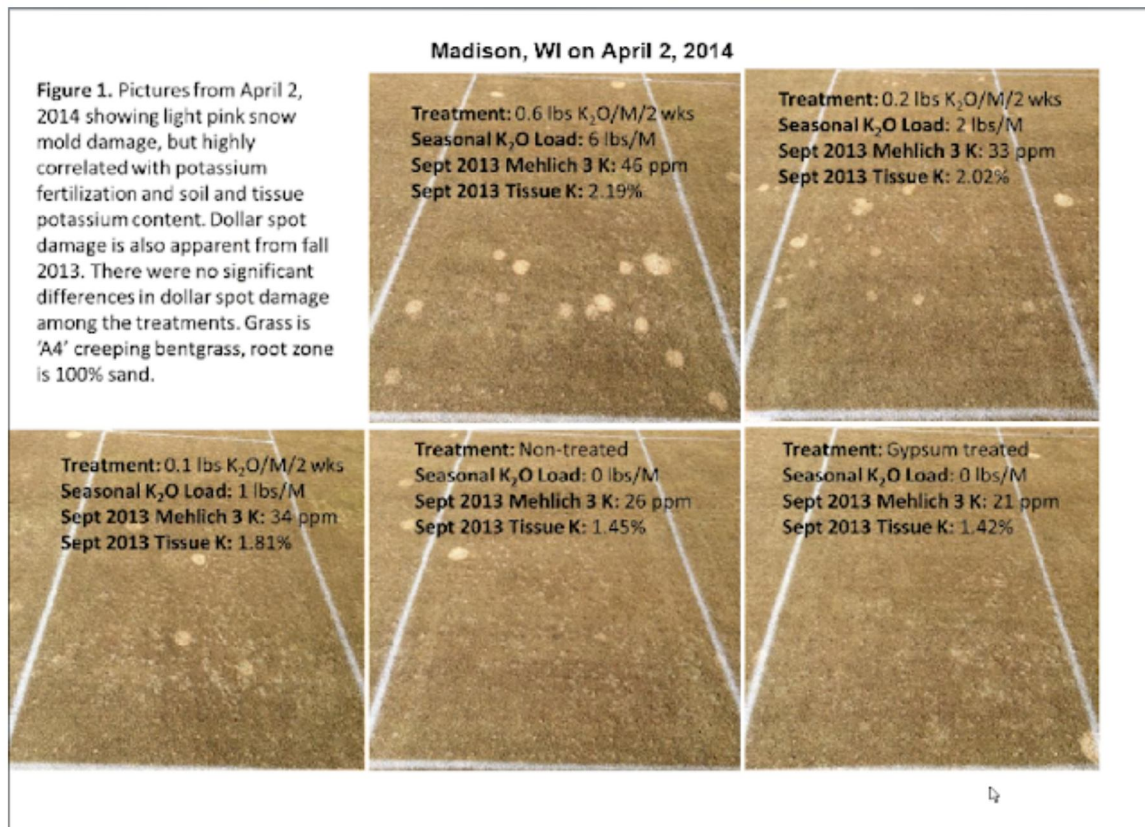 Madison, WI on April 2, 2014
Figure 1. Pictures from April 2,
2014 showing light pink snow
mold damage, but highly
correlated with potassium
fertilization and soil and tissue
potassium content. Dollar spot
damage is also apparent from fall
2013. There were no significant
differences in dollar spot damage
among the treatments. Grass is
'A4' creeping bentgrass, root zone
is 100% sand.
Treatment: 0.6 lbs K₂O/M/2 wks
Seasonal K₂O Load: 6 lbs/M
Sept 2013 Mehlich 3 K: 46 ppm
Sept 2013 Tissue K: 2.19%
Treatment: 0.2 lbs K₂O/M/2 wks
Seasonal K₂O Load: 2 lbs/M
Sept 2013 Mehlich 3 K: 33 ppm
Sept 2013 Tissue K: 2.02%
Treatment: 0.1 lbs K₂O/M/2 wks
Seasonal K₂O Load: 1 lbs/M
Sept 2013 Mehlich 3 K: 34 ppm
Sept 2013 Tissue K: 1.81%
Treatment: Non-treated
Seasonal K₂O Load: 0 lbs/M
Sept 2013 Mehlich 3 K: 26 ppm
Sept 2013 Tissue K: 1.45%
Treatment: Gypsum treated
Seasonal K₂O Load: 0 lbs/M
Sept 2013 Mehlich 3 K: 21 ppm
Sept 2013 Tissue K: 1.42%